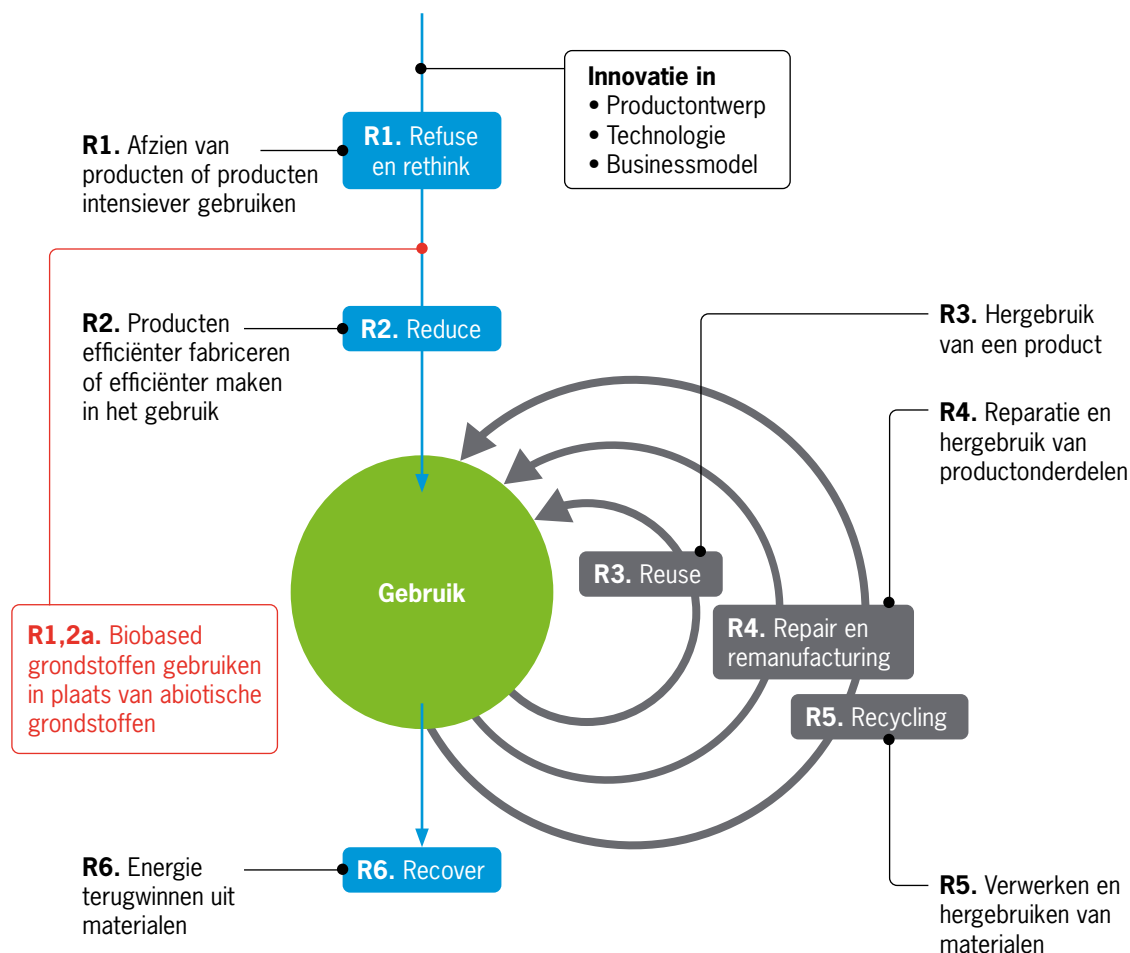 Innovatie in
• Productontwerp
• Technologie
• Businessmodel
R1. Afzien van
producten of producten
intensiever gebruiken
R1. Refuse
en rethink
R2. Producten
efficiënter fabriceren
of efficiënter maken
in het gebruik
R2. Reduce
R3. Hergebruik
van een product
R4. Reparatie en
hergebruik van
productonderdelen
Gebruik
R3. Reuse
R4. Repair en
remanufacturing
R5. Recycling
R1,2a. Biobased
grondstoffen gebruiken
in plaats van abiotische
grondstoffen
R6. Energie
terugwinnen uit
materialen
R6. Recover
R5. Verwerken en
hergebruiken van
materialen